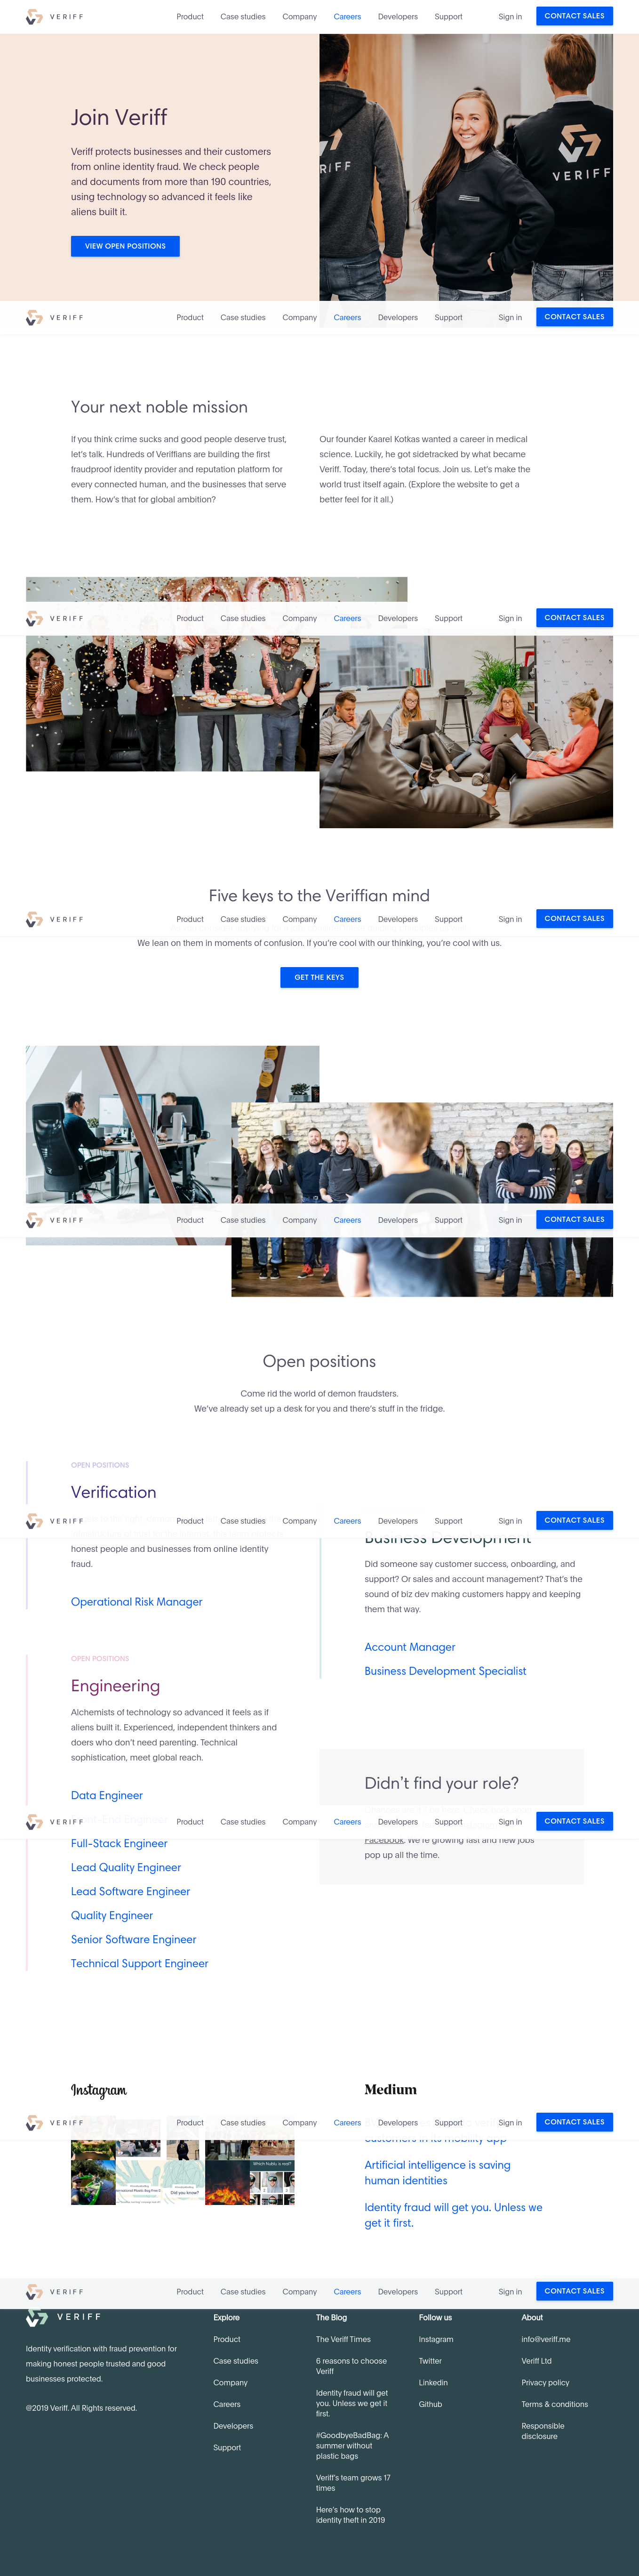 VERIFF
Product Case studies Company Careers Developers Support Sign in CONTACT SALES
Join Veriff
Veriff protects businesses and their customers
from online identity fraud. We check people
and documents from more than 190 countries,
using technology so advanced it feels like
aliens built it.
VIEW OPEN POSITIONS
VERIFF
VERIFF
Product Case studies Company Careers Developers Support Sign in CONTACT SALES
Your next noble mission
If you think crime sucks and good people deserve trust,
let's talk. Hundreds of Veriffians are building the first
fraudproof identity provider and reputation platform for
every connected human, and the businesses that serve
them. How's that for global ambition?
Our founder Kaarel Kotkas wanted a career in medical
science. Luckily, he got sidetracked by what became
Veriff. Today, there's total focus. Join us. Let's make the
world trust itself again. (Explore the website to get a
better feel for it all.)
VERIFF
Product Case studies Company Careers Developers Support Sign in CONTACT SALES
Five keys to the Veriffian mind
VERIFF
Product Case studies Company Careers Developers Support Sign in CONTACT SALES
We lean on them in moments of confusion. If you're cool with our thinking, you're cool with us.
GET THE KEYS
VERIFF
Product Case studies Company Careers Developers Support Sign in CONTACT SALES
Open positions
Come rid the world of demon fraudsters.
We've already set up a desk for you and there's stuff in the fridge.
OPEN POSITIONS
Verification
VERIFF
Product Case studies Company Careers Developers Support Sign in CONTACT SALES
honest people and businesses from online identity
fraud.
Operational Risk Manager
Business Development
Did someone say customer success, onboarding, and
support? Or sales and account management? That's the
sound of biz dev making customers happy and keeping
them that way.
Account Manager
Business Development Specialist
OPEN POSITIONS
Engineering
Alchemists of technology so advanced it feels as if
aliens built it. Experienced, independent thinkers and
doers who don't need parenting. Technical
sophistication, meet global reach.
Data Engineer
Didn't find your role?
VERIFF
Product Case studies Company Careers Developers Support Sign in CONTACT SALES
Facebook. We're growing fast and new jobs
pop up all the time.
Full-Stack Engineer
Lead Quality Engineer
Lead Software Engineer
Quality Engineer
Senior Software Engineer
Technical Support Engineer
Instagram
Medium
VERIFF
Product Case studies Company Careers Developers Support Sign in CONTACT SALES
customers in its mobility app
Did you know?
Artificial intelligence is saving
human identities
Identity fraud will get you. Unless we
get it first.
VERIFF
Product Case studies Company Careers Developers Support Sign in CONTACT SALES
VERIFF
Identity verification with fraud prevention for
making honest people trusted and good
businesses protected.
@2019 Veriff. All Rights reserved.
Explore
Product
Case studies
Company
Careers
Developers
Support
The Blog
The Veriff Times
6 reasons to choose
Veriff
Identity fraud will get
you. Unless we get it
first.
#GoodbyeBadBag: A
summer without
plastic bags
Veriff's team grows 17
times
Here's how to stop
identity theft in 2019
Follow us
Instagram
Twitter
Linkedin
Github
About
info@veriff.me
Veriff Ltd
Privacy policy
Terms & conditions
Responsible
disclosure